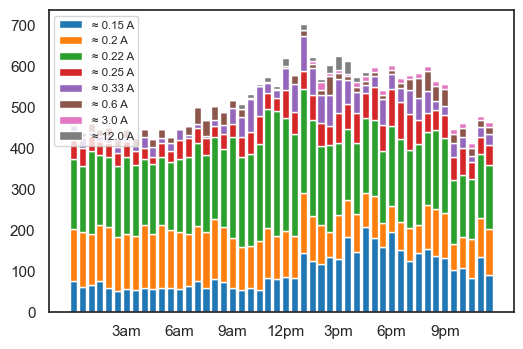 700
600
500
400
300
200
100
0
≈ 0.15 A
≈ 0.2 A
≈ 0.22 A
≈ 0.25 A
≈ 0.33 A
≈ 0.6 A
≈ 3.0 A
≈ 12.0 A
3am 6am 9am 12pm 3pm 6pm 9pm